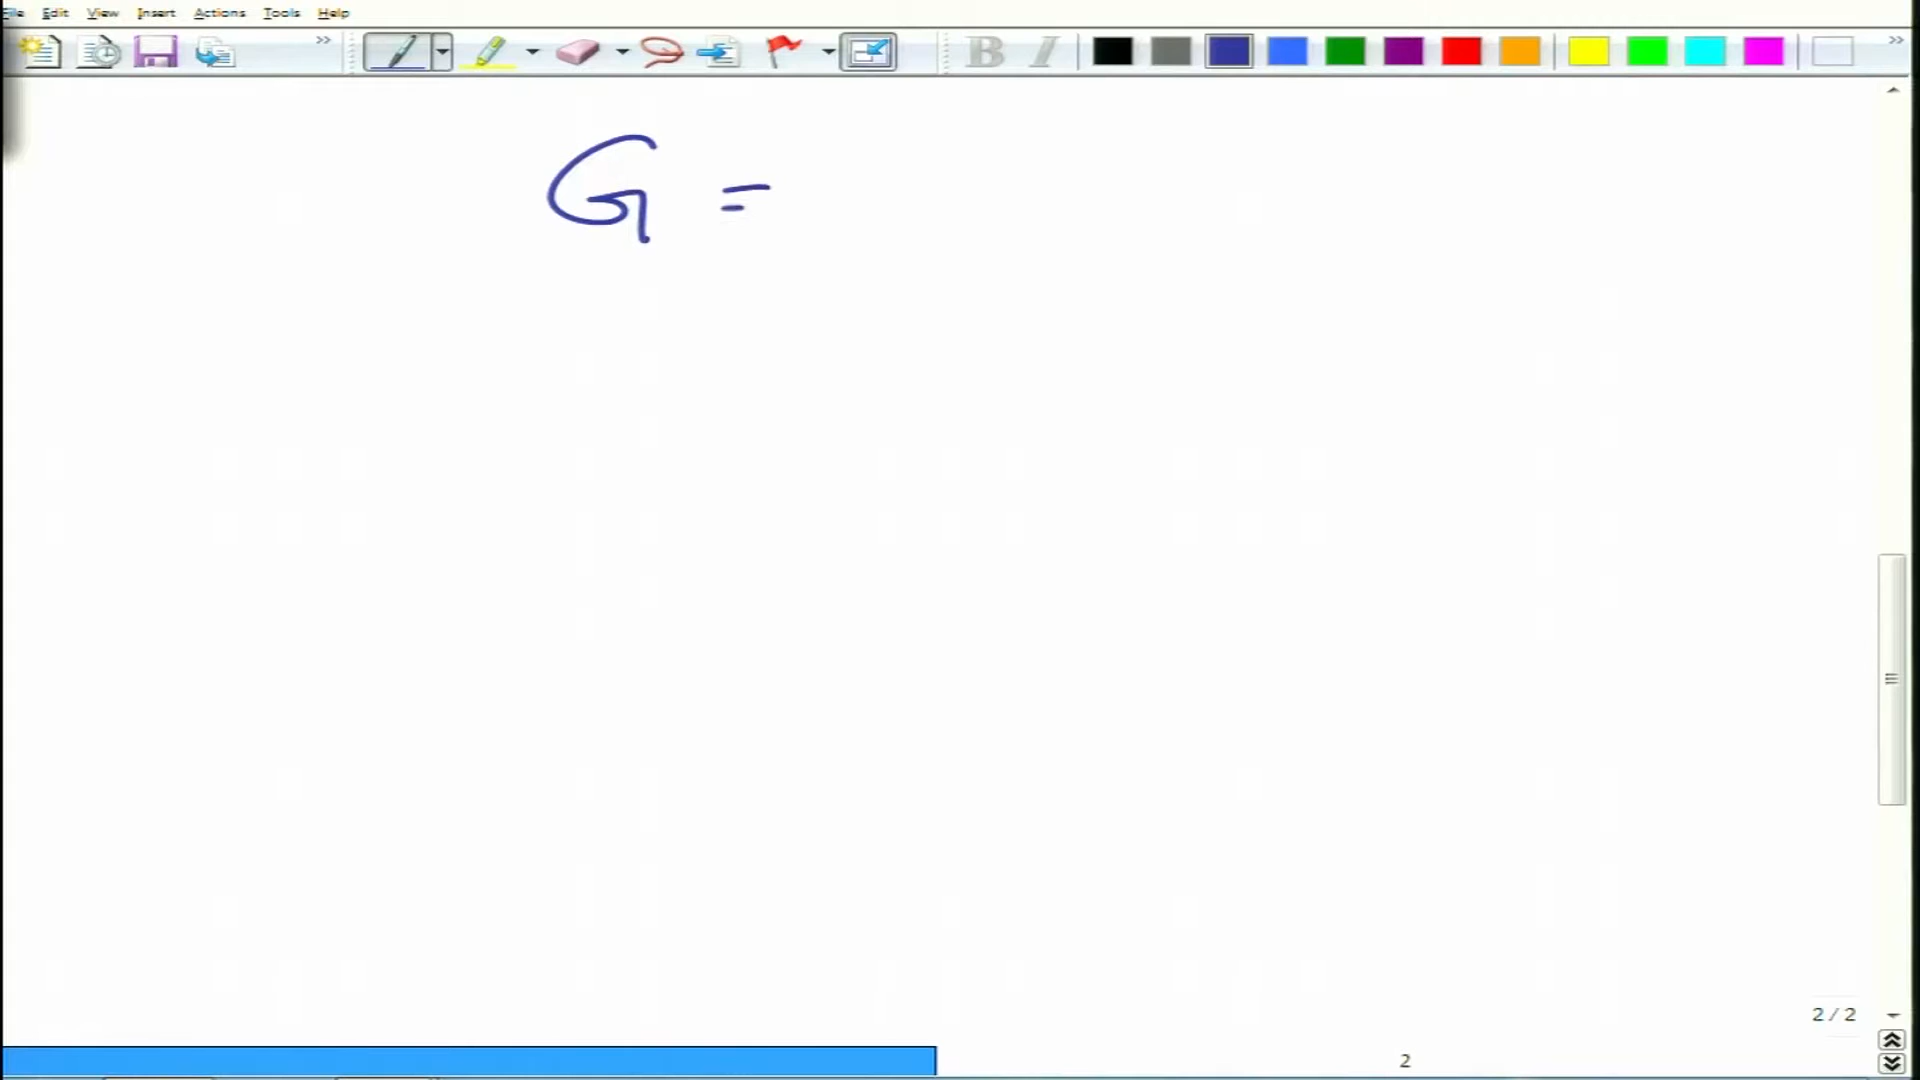 File Edit View Insert Actions Tools Help
B I
G =
2 / 2
2